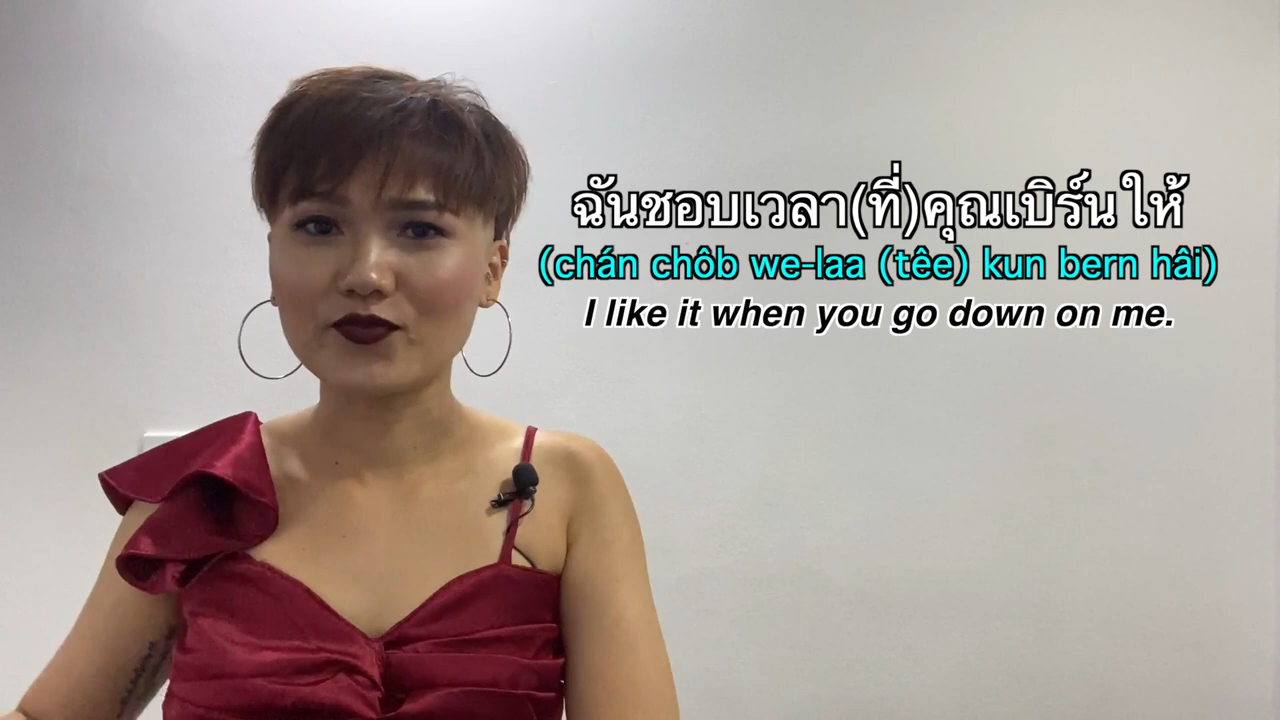 ฉันชอบเวลา(ที่)คุณเบิร์นให้
(chán chôb we-laa (têe) kun bern hâi)
I like it when you go down on me.